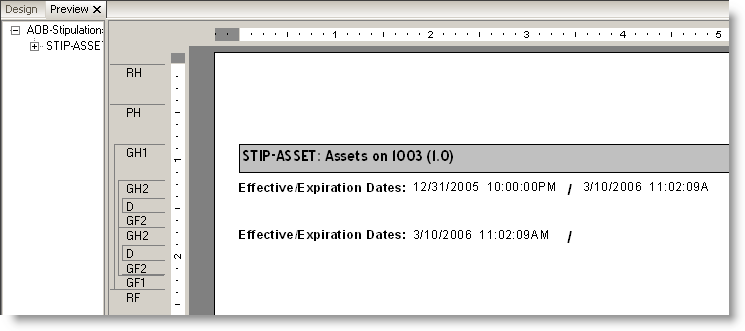 Design Preview X
AOB-Stipulation
STIP-ASSE
1 2 3 4 5
RH
PH
GH1
GH2
D
GF2
GH2
D
GF2
GF1
RF
1
2
STIP-ASSET: Assets on 1003 (1.0)
Effective/Expiration Dates: 12/31/2005 10:00:00PM / 3/10/2006 11:02:09A
Effective/Expiration Dates: 3/10/2006 11:02:09AM /